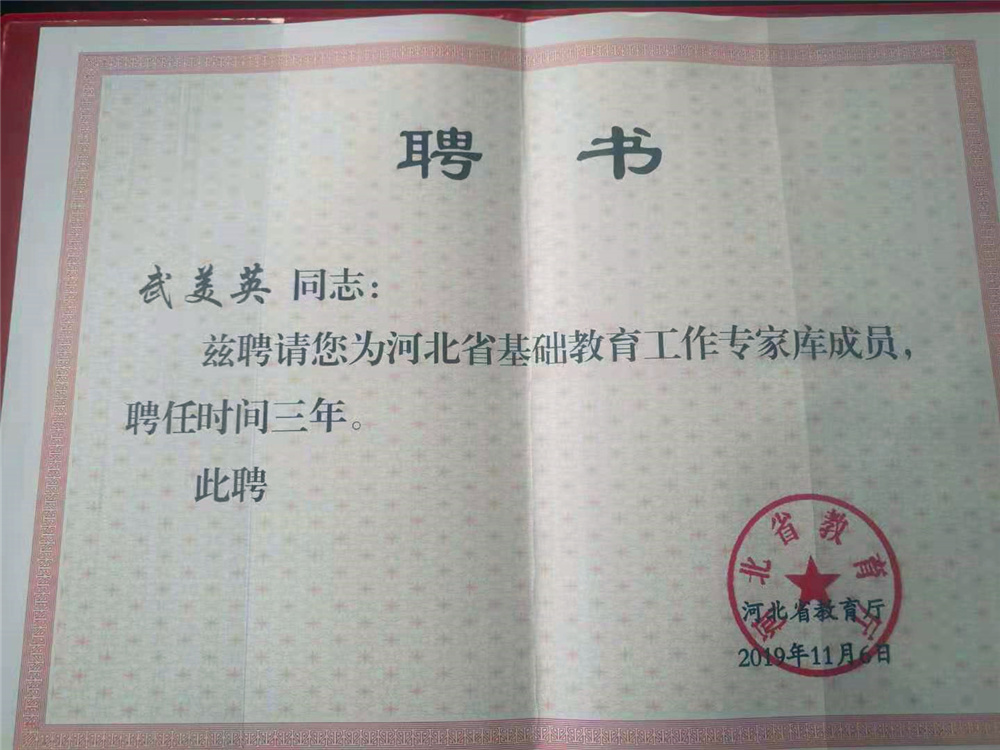 聘 书
武美英 同志：
兹聘请您为河北省基础教育工作专家库成员，
聘任时间三年。
此聘
河北省教育厅
河北省教育厅
2019年11月6日